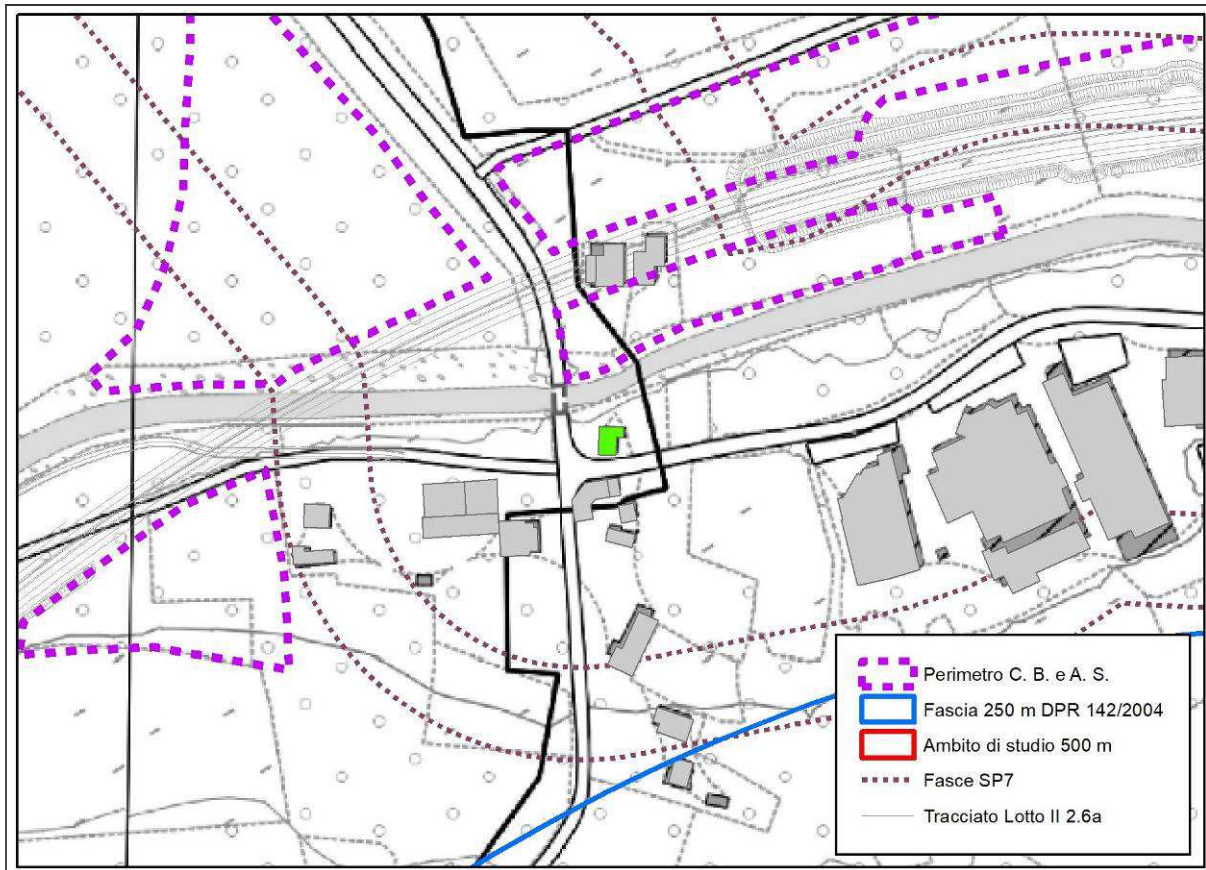 Perimetro C. B. e A. S.
Fascia 250 m DPR 142/2004
Ambito di studio 500 m
Fasce SP7
Tracciato Lotto II 2.6a